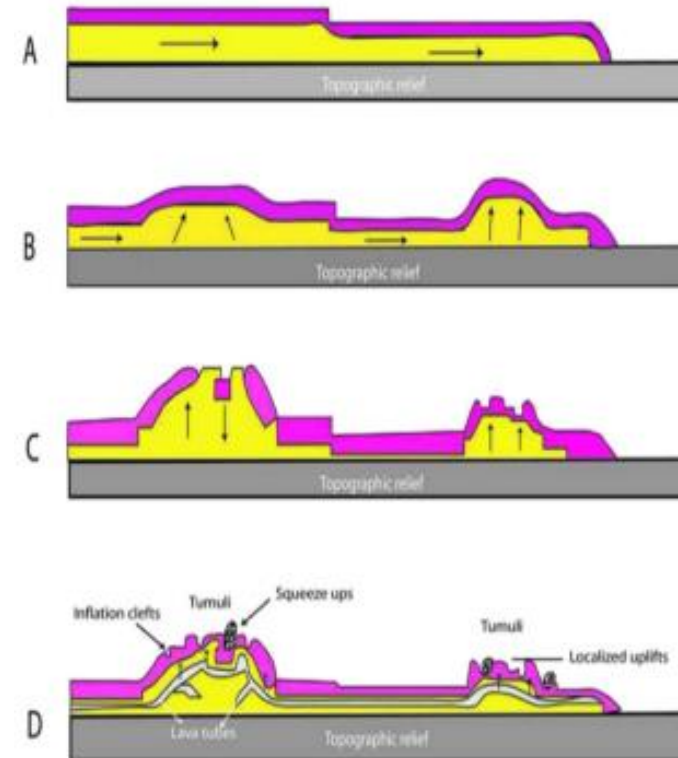 A
Topographic relief
B
Topographic relief
C
Topographic relief
Tumuli
Squeeze ups
Inflation clefts
Tumuli
Localized uplifts
Lava tubes
D
Topographic relief